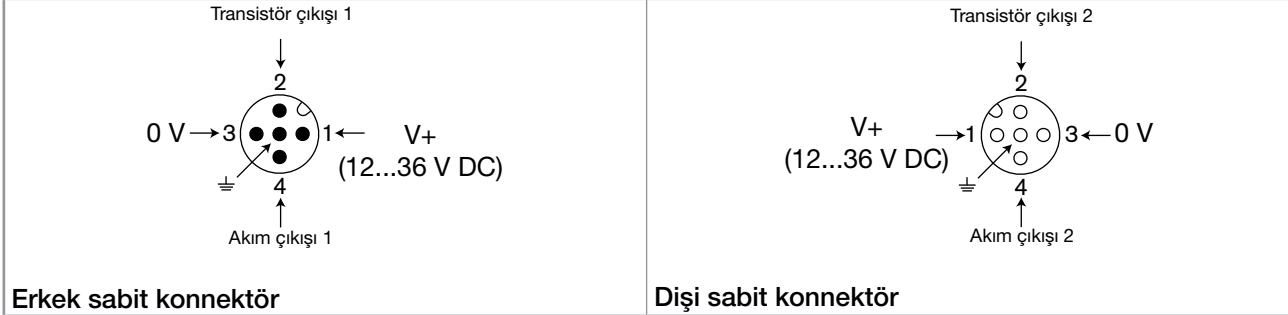 Transistör çıkışı 1
2
0 V
3
1
V+
(12...36 V DC)
4
Akım çıkışı 1
Erkek sabit konnektör
Transistör çıkışı 2
2
V+
(12...36 V DC)
1
3
0 V
4
Akım çıkışı 2
Dişi sabit konnektör